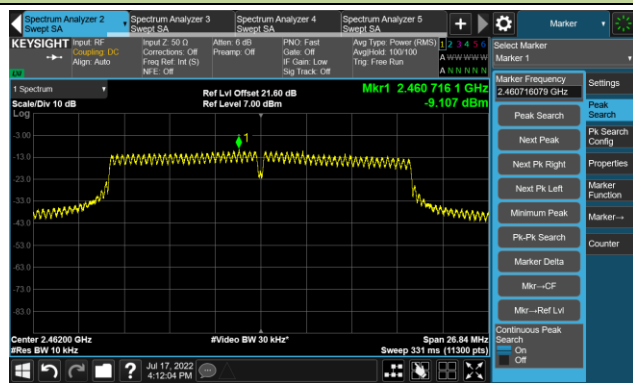 Spectrum Analyzer 2
Swept SA
Spectrum Analyzer 3
Swept SA
Spectrum Analyzer 4
Swept SA
Spectrum Analyzer 5
Swept SA
Marker
KEYSIGHT
Input: RF
Coupling: DC
Align: Auto
Input Z: 50 Ω
Corrections: Off
Freq Ref: Int (S)
NFE: Off
Atten: 6 dB
Preamp: Off
PNO: Fast
Gate: Off
IF Gain: Low
Sig Track: Off
Avg Type: Power (RMS)
Avg|Hold: 100/100
Trig: Free Run
1 2 3 4 5 6
A W W W W W
A N N N N N
LV
Select Marker
Marker 1
1 Spectrum
Scale/Div 10 dB
Log
Ref Lvl Offset 21.60 dB
Ref Level 7.00 dBm
Mkr1 2.460 716 1 GHz
-9.107 dBm
-3.00
-13.0
-23.0
-33.0
-43.0
-53.0
-63.0
-73.0
-83.0
1
Center 2.46200 GHz
#Res BW 10 kHz
#Video BW 30 kHz*
Span 26.84 MHz
Sweep 331 ms (11300 pts)
Marker Frequency
2.460716079 GHz
Peak Search
Next Peak
Next Pk Right
Next Pk Left
Minimum Peak
Pk-Pk Search
Marker Delta
Mkr→CF
Mkr→Ref Lvl
Continuous Peak
Search
On
Off
Settings
Peak
Search
Pk Search
Config
Properties
Marker
Function
Marker→
Counter
Jul 17, 2022
4:12:04 PM